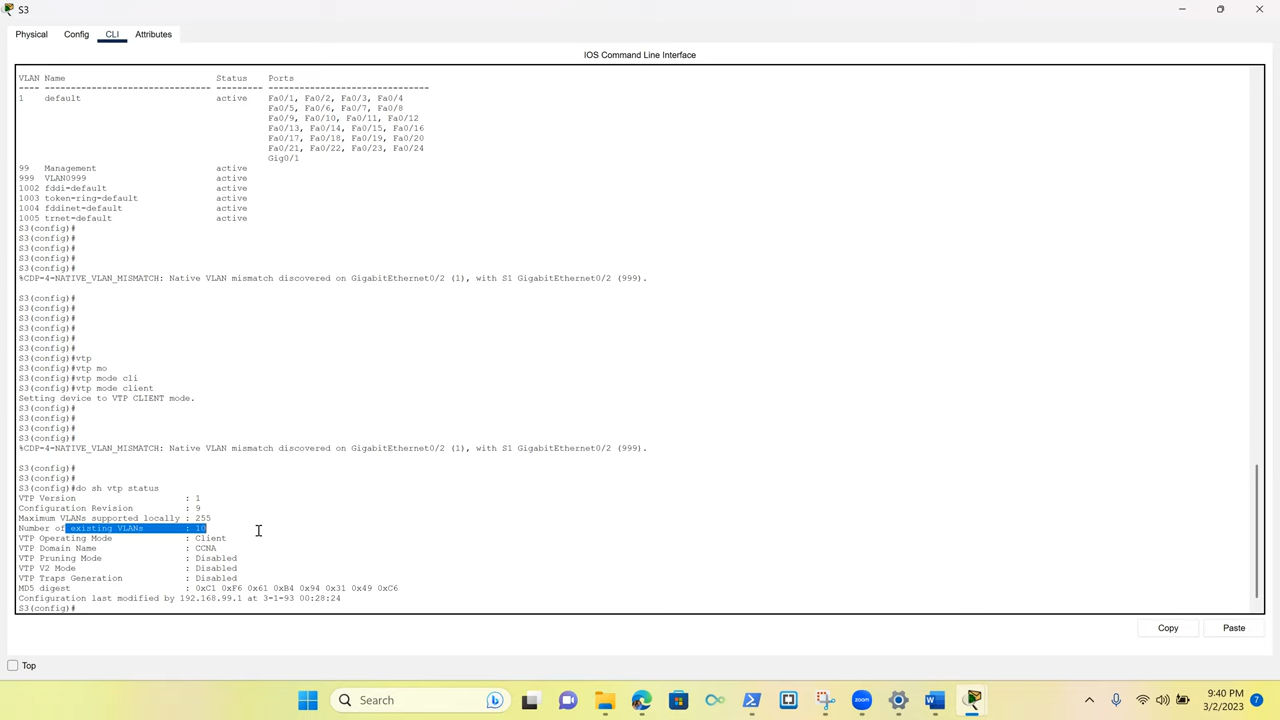 S3
Physical Config CLI Attributes
IOS Command Line Interface
VLAN Name Status Ports
---- -------------------------------- --------- -------------------------------
1 default active Fa0/1, Fa0/2, Fa0/3, Fa0/4
Fa0/5, Fa0/6, Fa0/7, Fa0/8
Fa0/9, Fa0/10, Fa0/11, Fa0/12
Fa0/13, Fa0/14, Fa0/15, Fa0/16
Fa0/17, Fa0/18, Fa0/19, Fa0/20
Fa0/21, Fa0/22, Fa0/23, Fa0/24
Gig0/1
99 Management active
999 VLAN0999 active
1002 fddi-default active
1003 token-ring-default active
1004 fddinet-default active
1005 trnet-default active
S3(config)#
S3(config)#
S3(config)#
S3(config)#
S3(config)#
%CDP-4-NATIVE_VLAN_MISMATCH: Native VLAN mismatch discovered on GigabitEthernet0/2 (1), with S1 GigabitEthernet0/2 (999).
S3(config)#
S3(config)#
S3(config)#
S3(config)#
S3(config)#
S3(config)#
S3(config)#vtp
S3(config)#vtp mo
S3(config)#vtp mode cli
S3(config)#vtp mode client
Setting device to VTP CLIENT mode.
S3(config)#
S3(config)#
S3(config)#
S3(config)#
%CDP-4-NATIVE_VLAN_MISMATCH: Native VLAN mismatch discovered on GigabitEthernet0/2 (1), with S1 GigabitEthernet0/2 (999).
S3(config)#
S3(config)#
S3(config)#do sh vtp status
VTP Version : 1
Configuration Revision : 9
Maximum VLANs supported locally : 255
Number of existing VLANs : 10
VTP Operating Mode : Client
VTP Domain Name : CCNA
VTP Pruning Mode : Disabled
VTP V2 Mode : Disabled
VTP Traps Generation : Disabled
MD5 digest : 0xC1 0xF6 0x61 0xB4 0x94 0x31 0x49 0xC6
Configuration last modified by 192.168.99.1 at 3-1-93 00:28:24
S3(config)#
Copy Paste
Top
Search
zoom
9:40 PM
3/2/2023
7